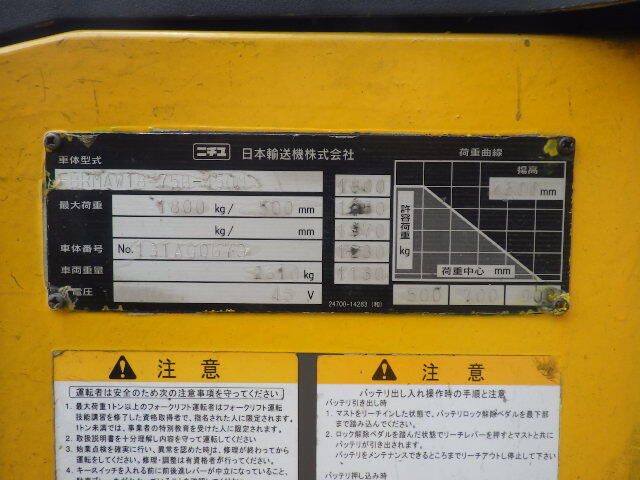 ニチユ 日本輸送機株式会社
車体型式
最大荷重 1800 kg/ 500 mm
kg/ mm
車体番号 No.
車両重量 kg
電圧 V
1130
24700-14283 (和)
荷重曲線
揚高
mm
許容荷重 kg
荷重中心 mm
500 700
注意
運転者は安全のため次の注意事項を守ってください
1. 最大荷重1トン以上のフォークリフト運転者はフォークリフト運転
技能講習を修了した資格取得者で、指名された人に限定されます。
1トン未満では、事業者の特別教育を受けた人に限定されます。
2. 取扱説明書を十分理解し内容を守って運転してください
3. 始業点検を確実に行い、異常を認めた場合は、修理が終わってから
運転をしてください、修理・調整は有資格者が行ってください。
4. キースイッチを入れる前に前後進レバーが中立になっていること、
注意
バッテリ出し入れ操作時の手順と注意
バッテリ引き出し時
1. マストをリーチインした状態で、バッテリロック解除ペダルを最下部
まで踏み込んでください。
2. ロック解除ペダルを踏んだ状態でリーチレバーを押すとマストと共に
バッテリが引き出せます。
バッテリをメンテナンスできるところまでリーチアウト停止して下さい
バッテリ押し込み時